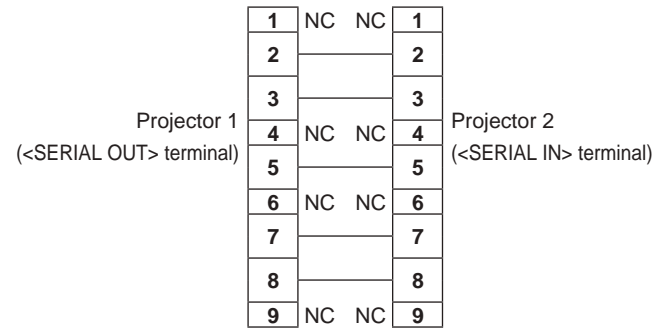 1 NC NC 1
2 2
3 3
Projector 1
(<SERIAL OUT> terminal)
4 NC NC 4
Projector 2
(<SERIAL IN> terminal)
5 5
6 NC NC 6
7 7
8 8
9 NC NC 9